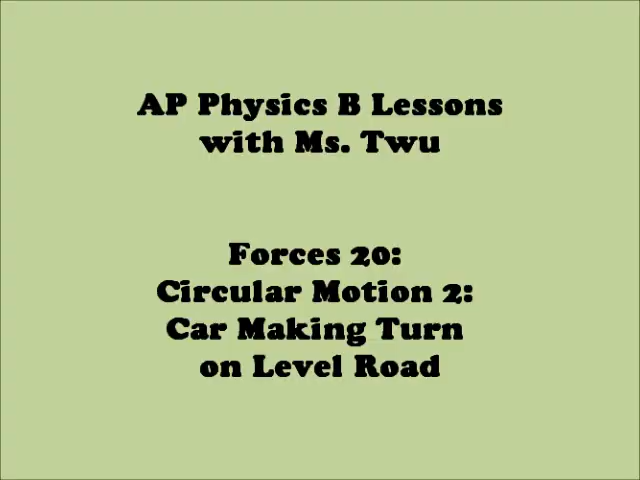 AP Physics B Lessons
with Ms. Twu
Forces 20:
Circular Motion 2:
Car Making Turn
on Level Road